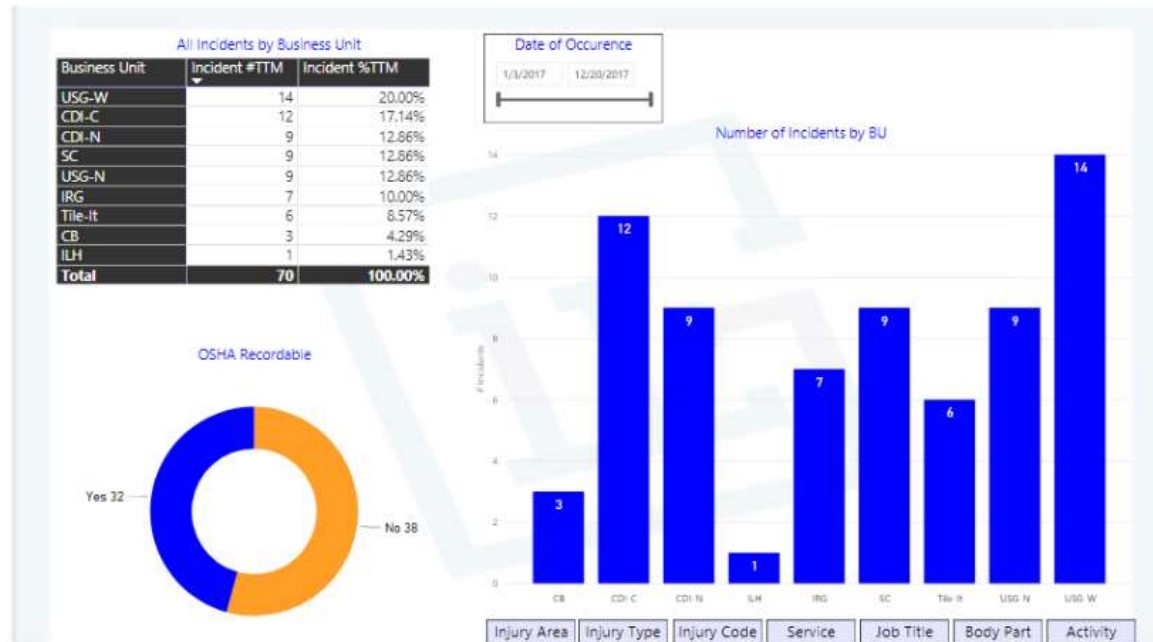 All Incidents by Business Unit
Business Unit Incident #TTM Incident %TTM
USG-W 14 20.00%
CDI-C 12 17.14%
CDI-N 9 12.86%
SC 9 12.86%
USG-N 9 12.86%
IRG 7 10.00%
Tile-It 6 8.57%
CB 3 4.29%
ILH 1 1.43%
Total 70 100.00%
Date of Occurence
1/3/2017 12/20/2017
Number of Incidents by BU
# Incidents
14
12
10
8
6
4
2
0
3
12
9
1
7
9
6
9
14
CB CDI-C CDI-N ILH IRG SC Tile-It USG-N USG-W
OSHA Recordable
Yes 32
No 38
Injury Area Injury Type Injury Code Service Job Title Body Part Activity